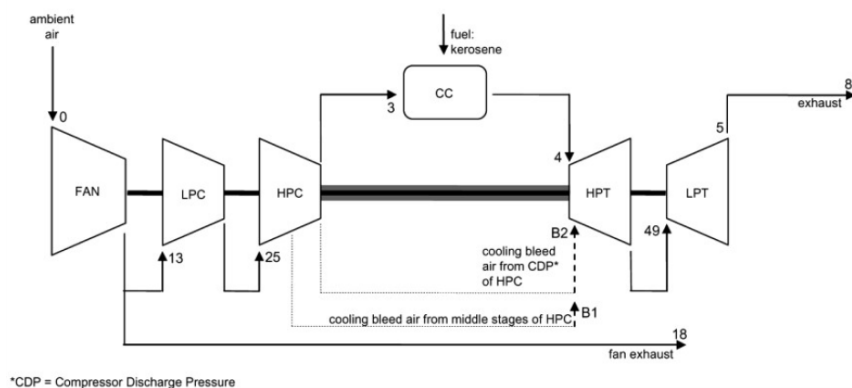 ambient
air
0
FAN
13
LPC
25
HPC
3
fuel:
kerosene
CC
4
HPT
49
LPT
5
8
exhaust
B2
cooling bleed
air from CDP*
of HPC
cooling bleed air from middle stages of HPC
B1
18
fan exhaust
*CDP = Compressor Discharge Pressure